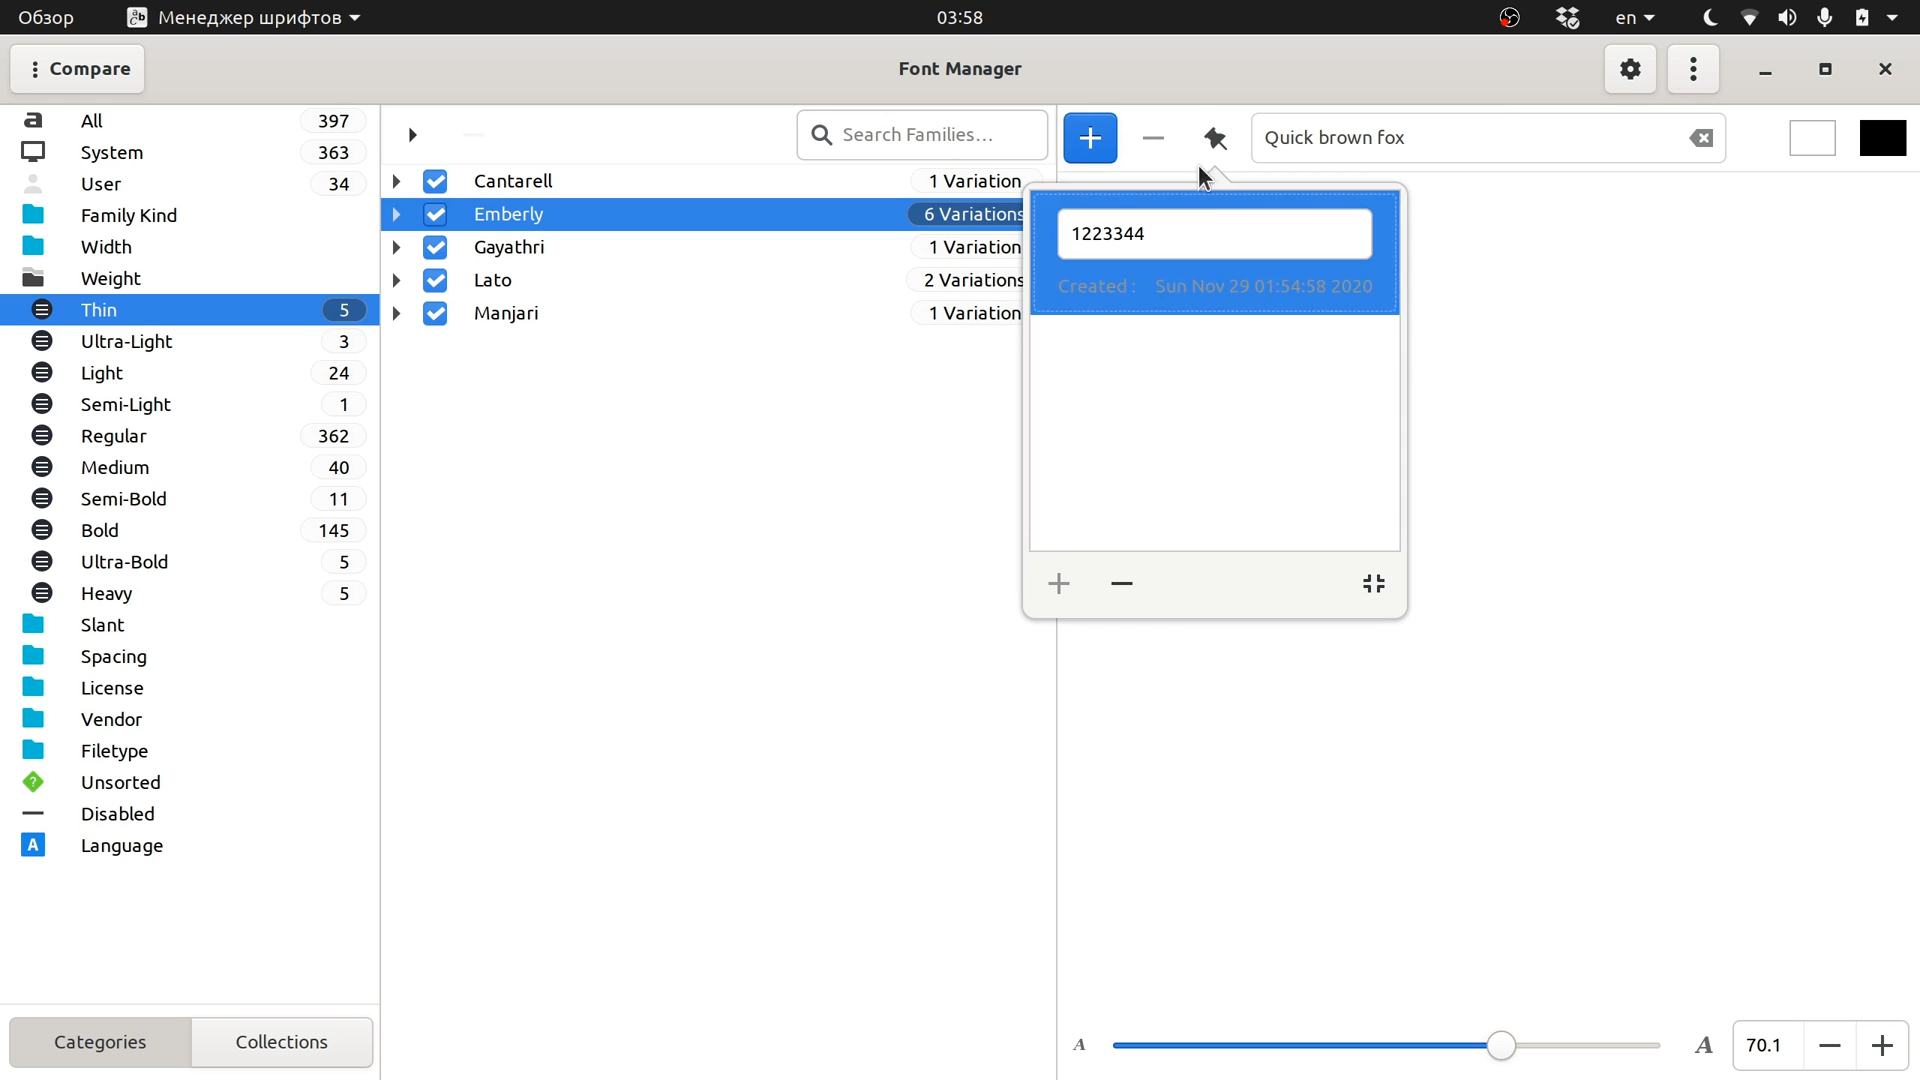 Обзор
Менеджер шрифтов
03:58
en
Compare
Font Manager
All 397
System 363
User 34
Family Kind
Width
Weight
Thin 5
Ultra-Light 3
Light 24
Semi-Light 1
Regular 362
Medium 40
Semi-Bold 11
Bold 145
Ultra-Bold 5
Heavy 5
Slant
Spacing
License
Vendor
Filetype
Unsorted
Disabled
A Language
Categories
Collections
Search Families...
Cantarell 1 Variation
Emberly 6 Variations
Gayathri 1 Variation
Lato 2 Variations
Manjari 1 Variation
Quick brown fox
1223344
Created : Sun Nov 29 01:54:58 2020
A
A
70.1